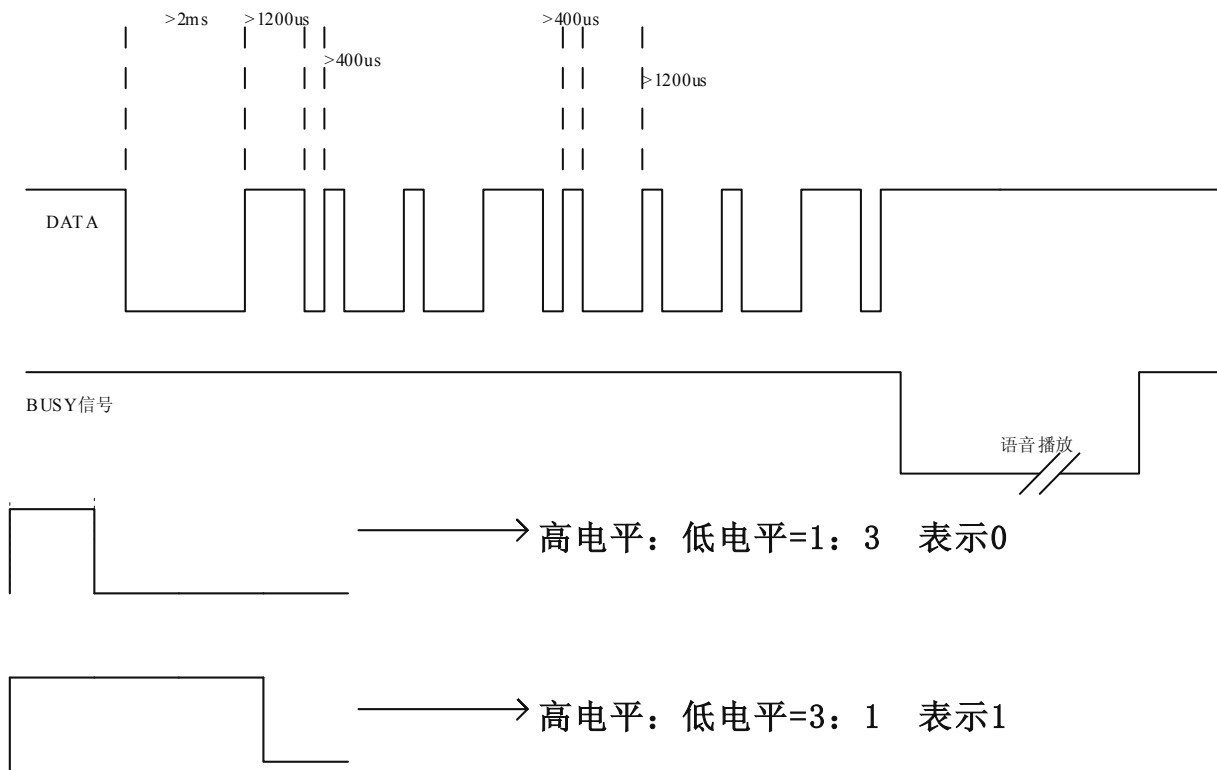 >2ms
>1200us
>400us
>400us
>1200us
DATA
BUSY信号
语音播放
高电平：低电平=1：3 表示0
高电平：低电平=3：1 表示1